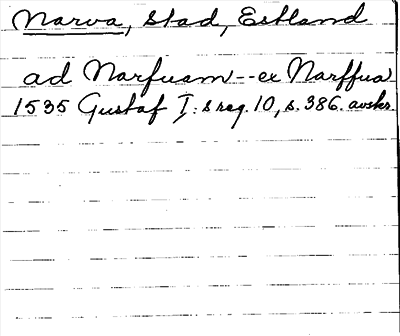 Narva, Stad, Estland
ad Narfuam -- ex Narffua
1535 Gustaf I:s reg. 10, s. 386. avskr.